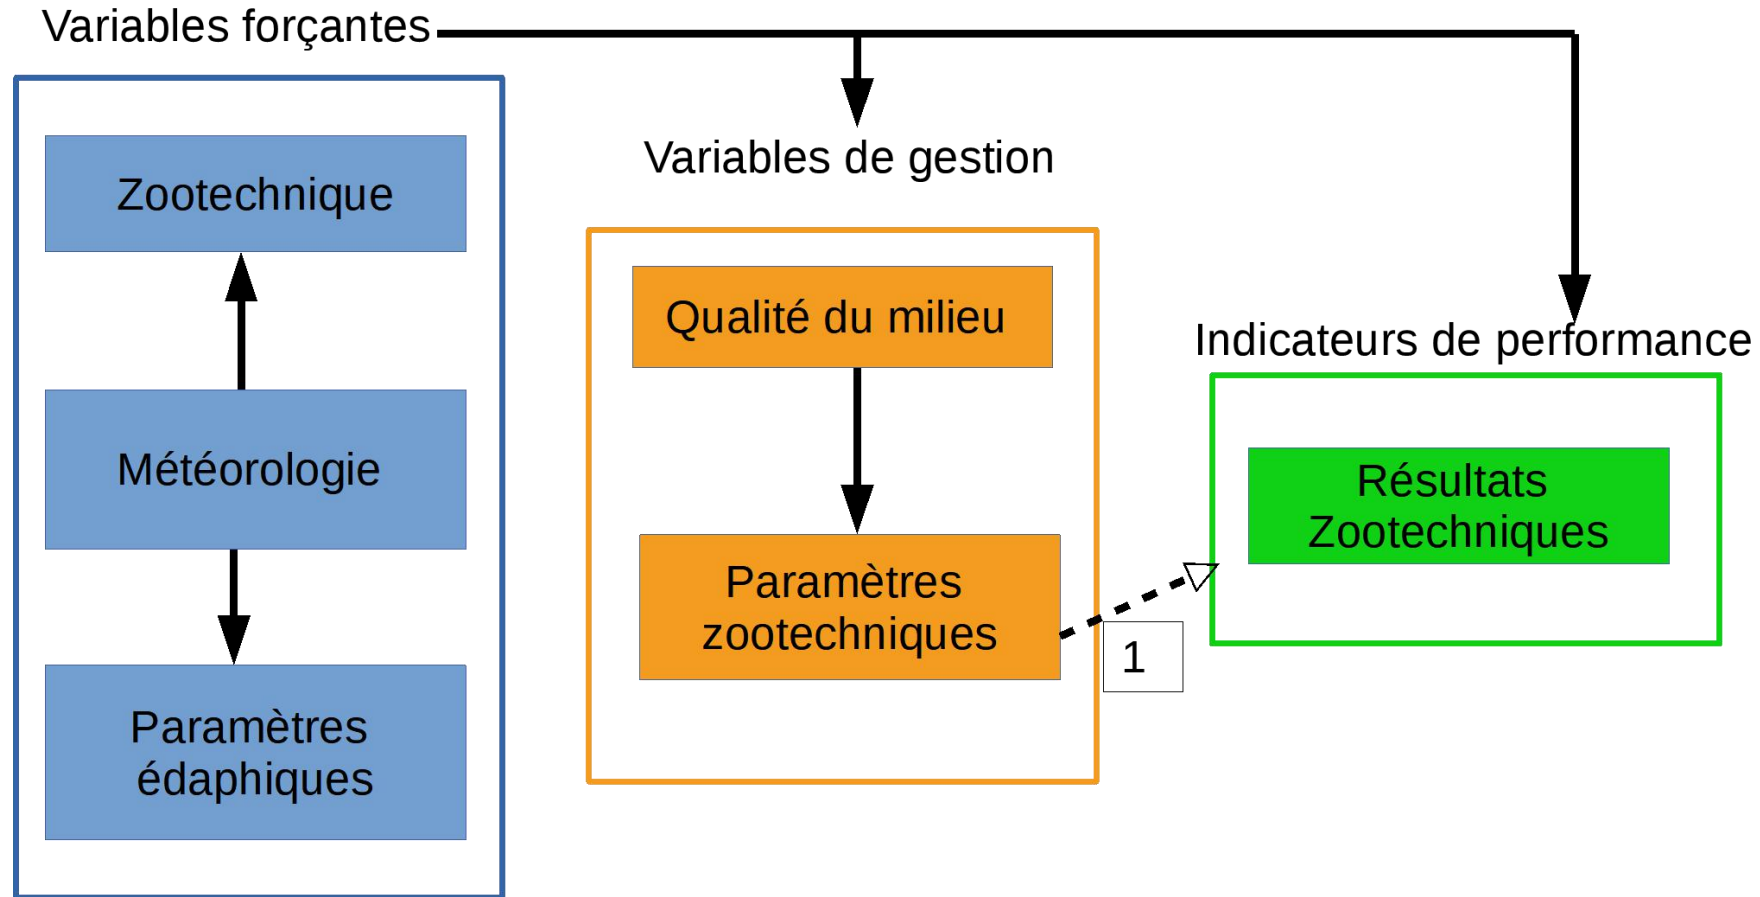 Variables forçantes
Zootechnique
Météorologie
Paramètres
édaphiques
Variables de gestion
Qualité du milieu
Paramètres
zootechniques
1
Indicateurs de performance
Résultats
Zootechniques